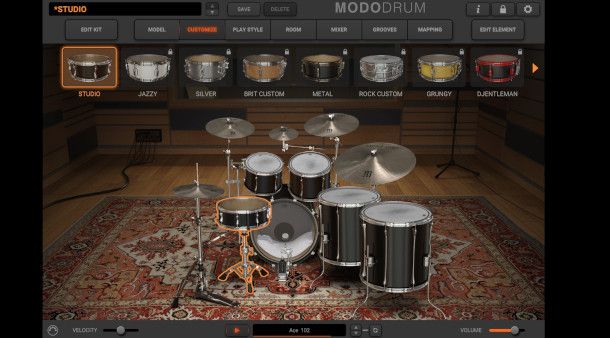 *STUDIO
SAVE
DELETE
MODODRUM
EDIT KIT
MODEL
CUSTOMIZE
PLAY STYLE
ROOM
MIXER
GROOVES
MAPPING
EDIT ELEMENT
STUDIO
JAZZY
SILVER
BRIT CUSTOM
METAL
ROCK CUSTOM
GRUNGY
DJENTLEMAN
VELOCITY
Ace 102
VOLUME